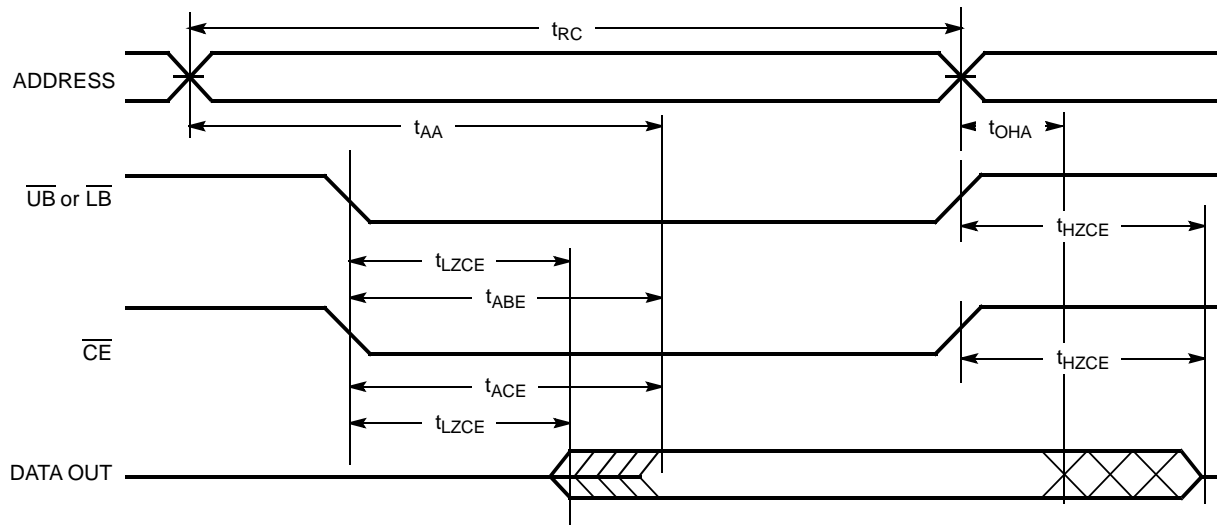 tRC
ADDRESS
tAA
tOHA
UB or LB
tHZCE
tLZCE
tABE
CE
tHZCE
tACE
tLZCE
DATA OUT